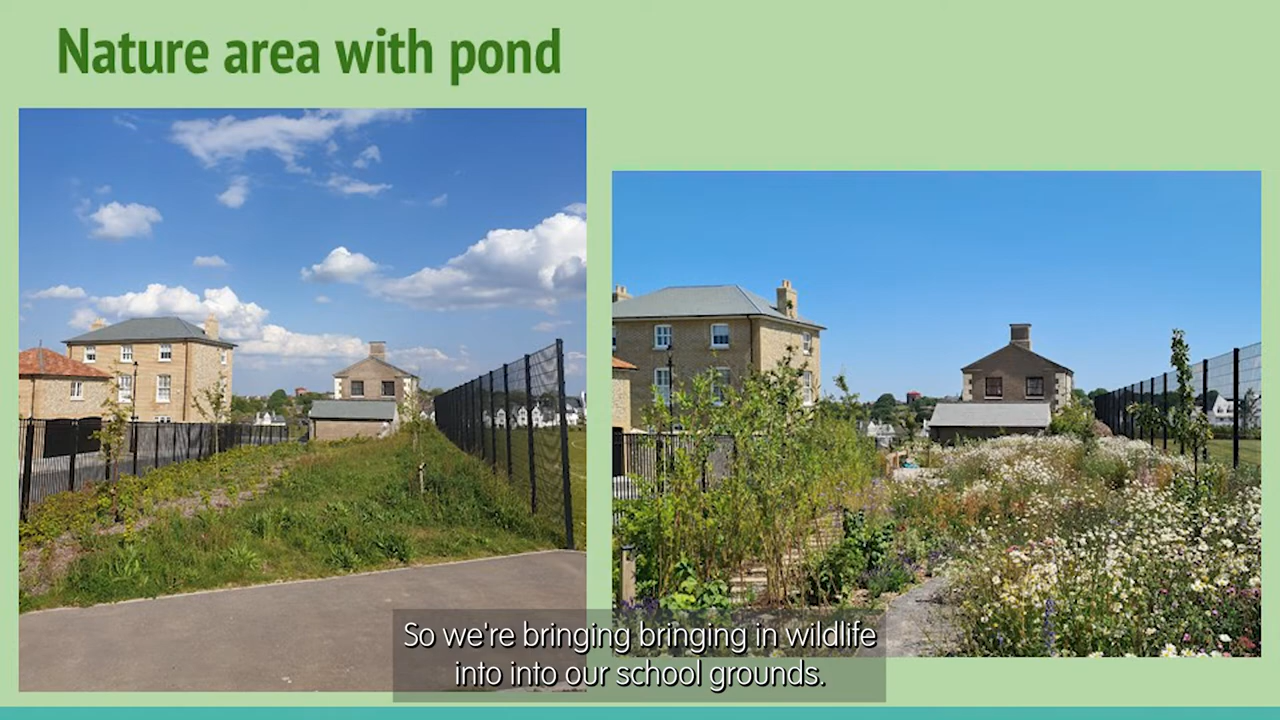 Nature area with pond
So we're bringing bringing in wildlife
into into our school grounds.